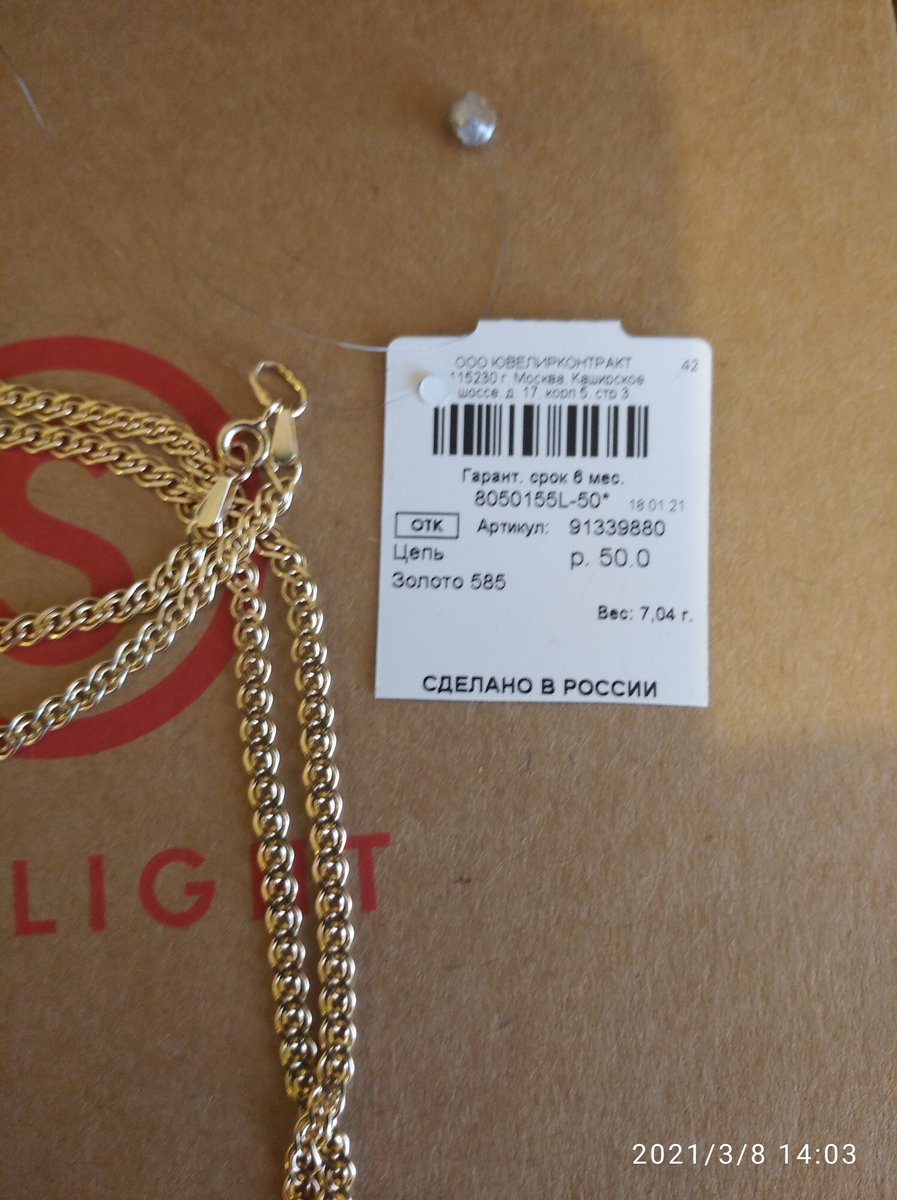 ООО ЮВЕЛИРКОНТРАКТ 42
115230 г. Москва, Каширское
шоссе, д. 17, корп 5, стр 3
Гарант. срок 6 мес.
8050155L-50* 18.01.21
ОТК Артикул: 91339880
Цепь р. 50.0
Золото 585
Вес: 7,04 г.
СДЕЛАНО В РОССИИ
S
LIGHT
2021/3/8 14:03